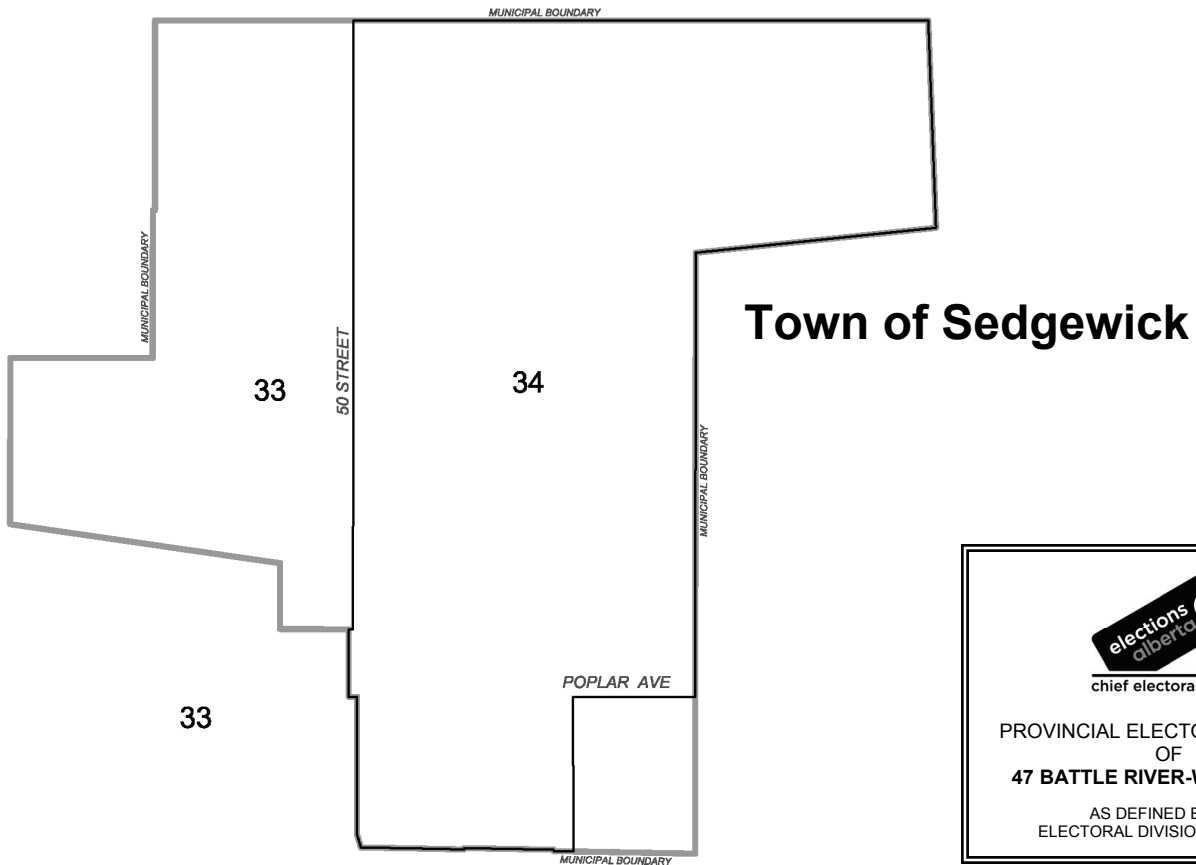 MUNICIPAL BOUNDARY
MUNICIPAL BOUNDARY
Town of Sedgewick
50 STREET
33
34
MUNICIPAL BOUNDARY
elections
alberta
chief electora
POPLAR AVE
33
PROVINCIAL ELECTO
OF
47 BATTLE RIVER-W
AS DEFINED B
ELECTORAL DIVISIO
MUNICIPAL BOUNDARY